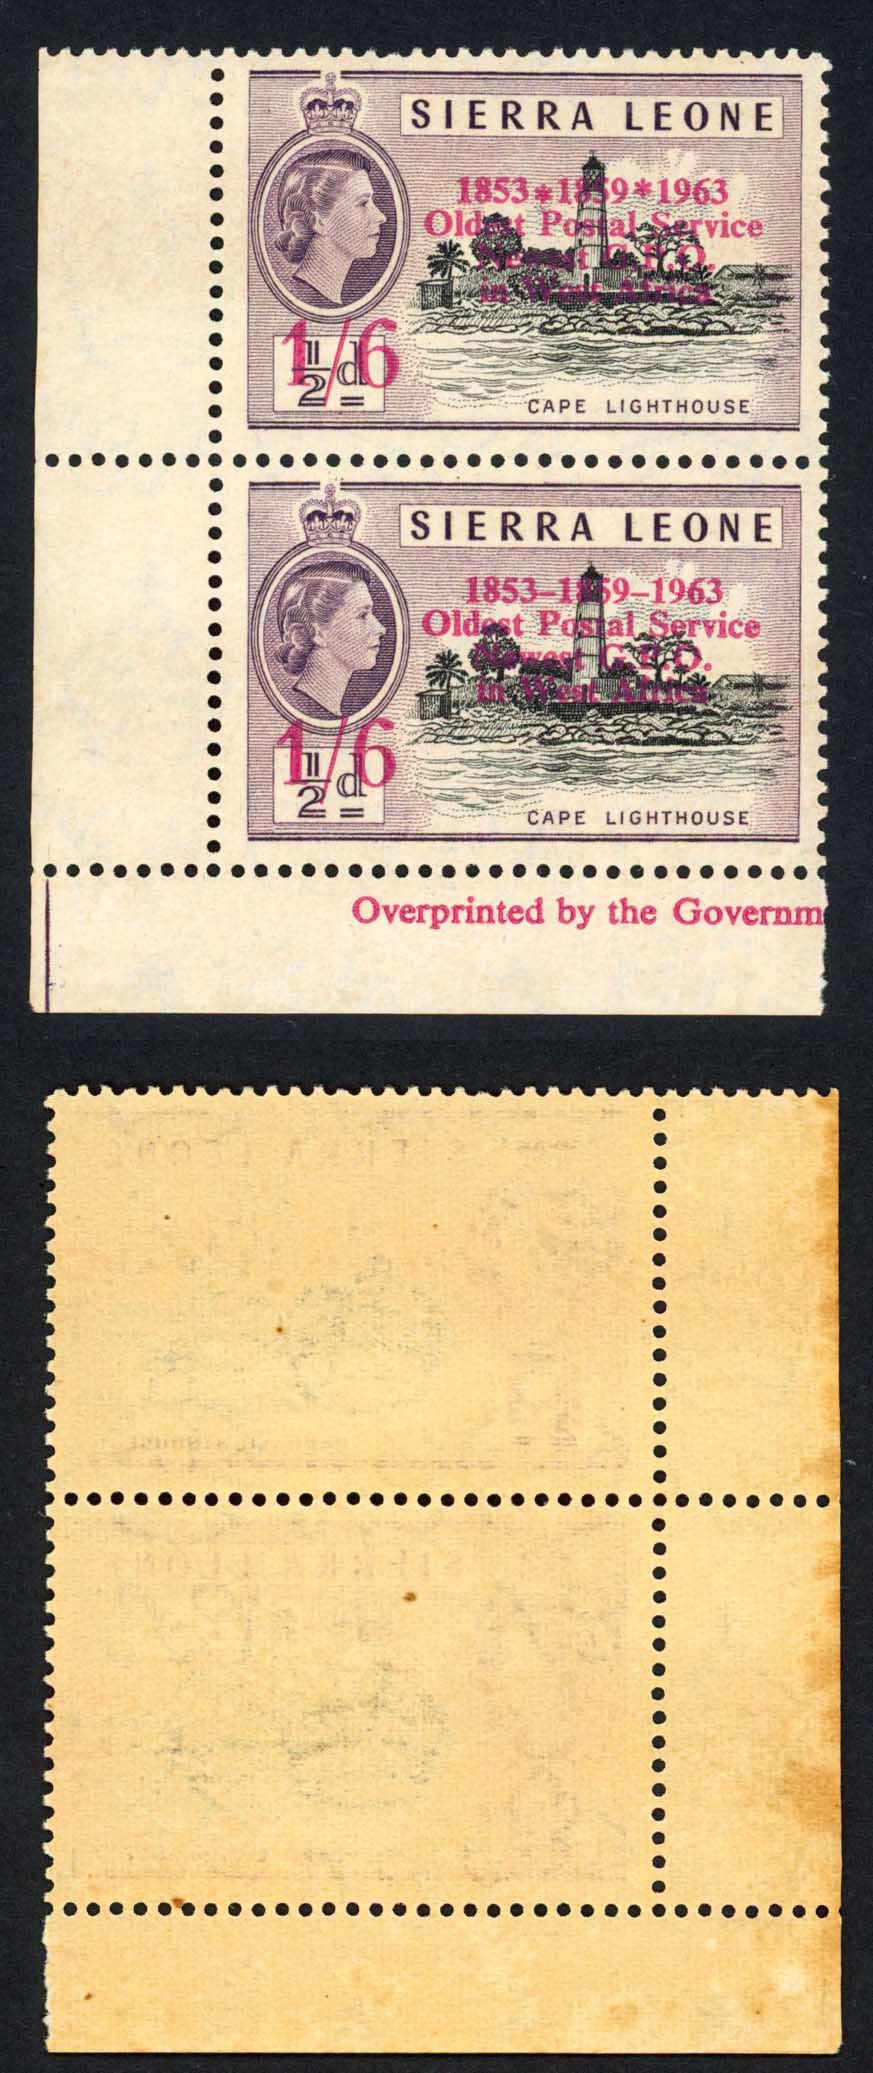 SIERRA LEONE
1853*1859*1963
Oldest Postal Service
Newest G.P.O.
in West Africa
1/6
½d
CAPE LIGHTHOUSE
SIERRA LEONE
1853–1859–1963
Oldest Postal Service
Newest G.P.O.
in West Africa
1/6
½d
CAPE LIGHTHOUSE
Overprinted by the Governm